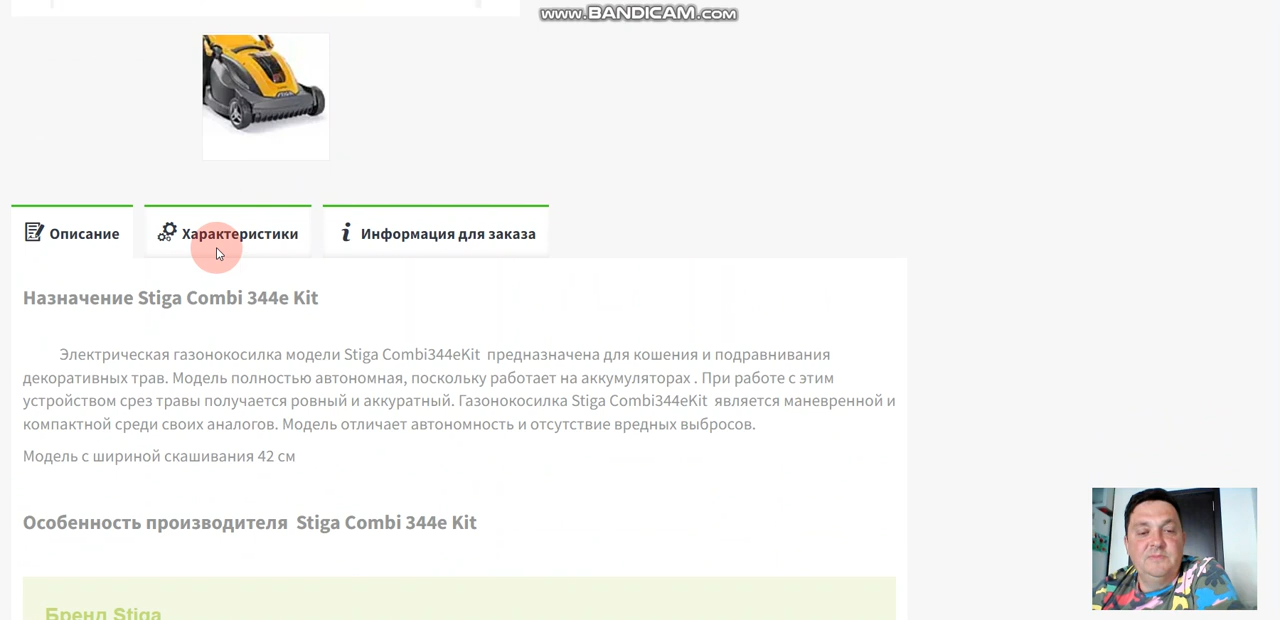 www.BANDICAM.com
STIGA
Описание
Характеристики
Информация для заказа
Назначение Stiga Combi 344e Kit
Электрическая газонокосилка модели Stiga Combi344eKit предназначена для кошения и подравнивания
декоративных трав. Модель полностью автономная, поскольку работает на аккумуляторах . При работе с этим
устройством срез травы получается ровный и аккуратный. Газонокосилка Stiga Combi344eKit является маневренной и
компактной среди своих аналогов. Модель отличает автономность и отсутствие вредных выбросов.
Модель с шириной скашивания 42 см
Особенность производителя Stiga Combi 344e Kit
Бренд Stiga